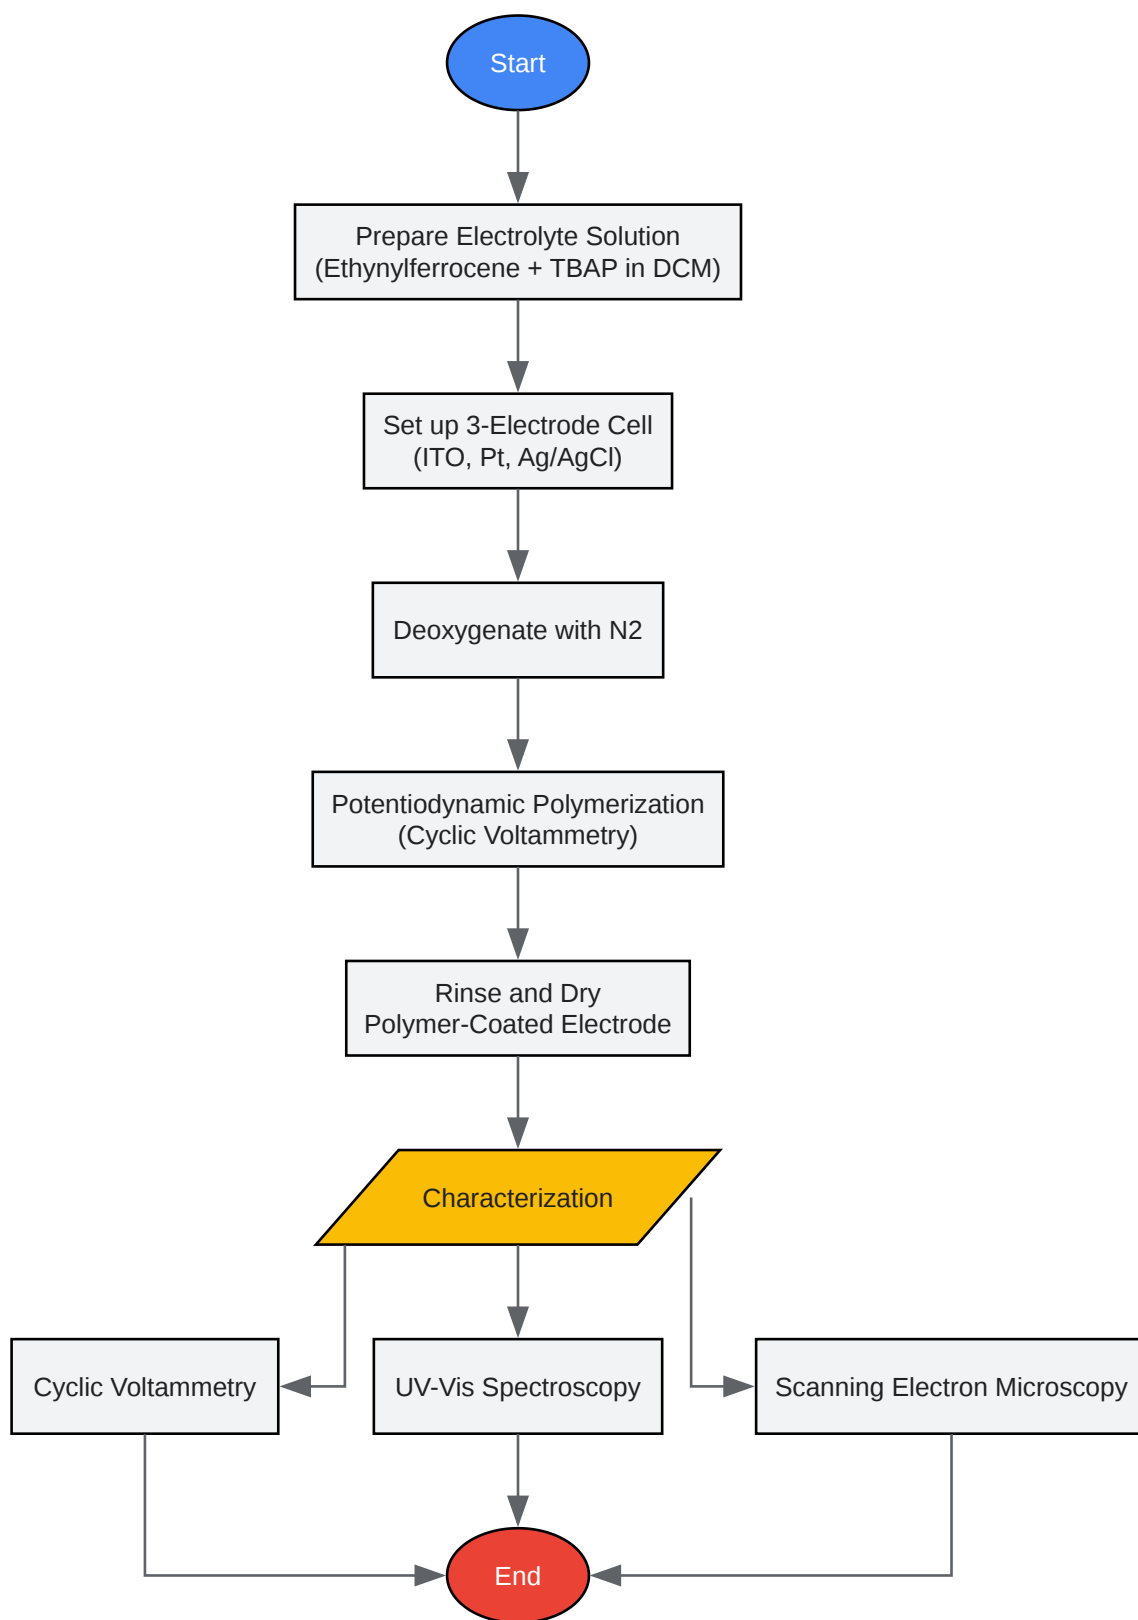 Start
Prepare Electrolyte Solution
(Ethynylferrocene + TBAP in DCM)
Set up 3-Electrode Cell
(ITO, Pt, Ag/AgCl)
Deoxygenate with N2
Potentiodynamic Polymerization
(Cyclic Voltammetry)
Rinse and Dry
Polymer-Coated Electrode
Characterization
Cyclic Voltammetry
UV-Vis Spectroscopy
Scanning Electron Microscopy
End